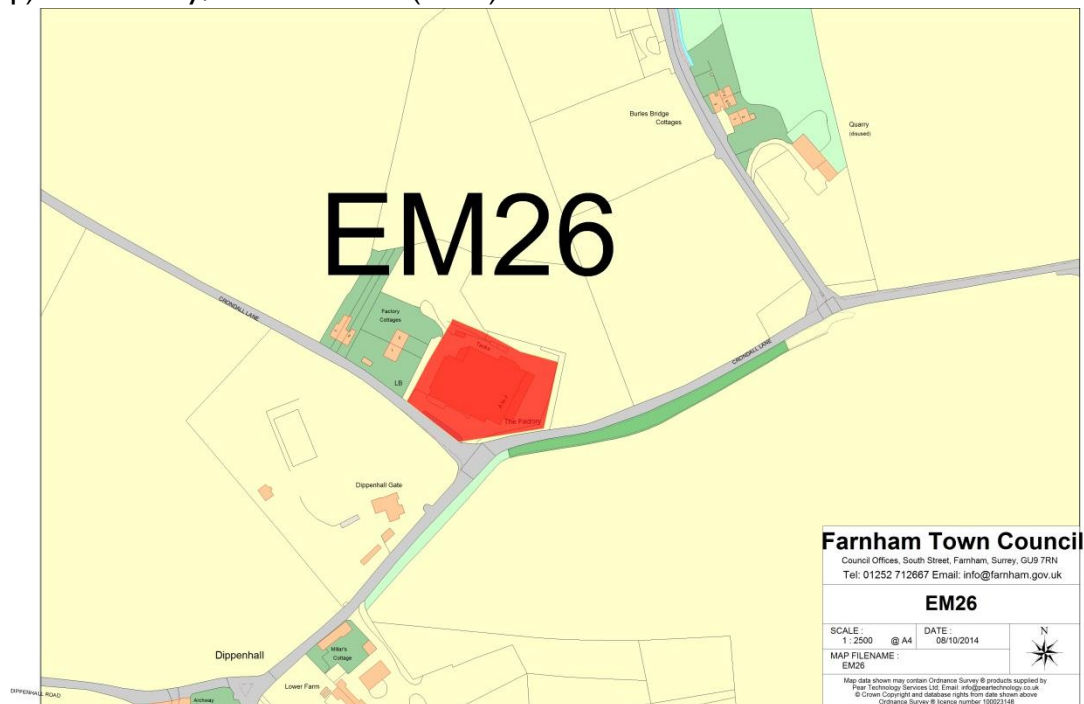 Burles Bridge
Cottages
Quarry
(disused)
EM26
CRONDALL LANE
Factory
Cottages
LB
Tanks
The Factory
CRONDALL LANE
Dippenhall Gate
Dippenhall
Millar's
Cottage
Lower Farm
DIPPENHALL ROAD
Archway
Farnham Town Council
Council Offices, South Street, Farnham, Surrey, GU9 7RN
Tel: 01252 712667 Email: info@farnham.gov.uk
EM26
SCALE :
1 : 2500 @ A4
DATE :
08/10/2014
N
MAP FILENAME :
EM26
Map data shown may contain Ordnance Survey ® products supplied by
Pear Technology Services Ltd; Email: info@peartechnology.co.uk
© Crown Copyright and database rights from date shown above
Ordnance Survey ® licence number 100023148